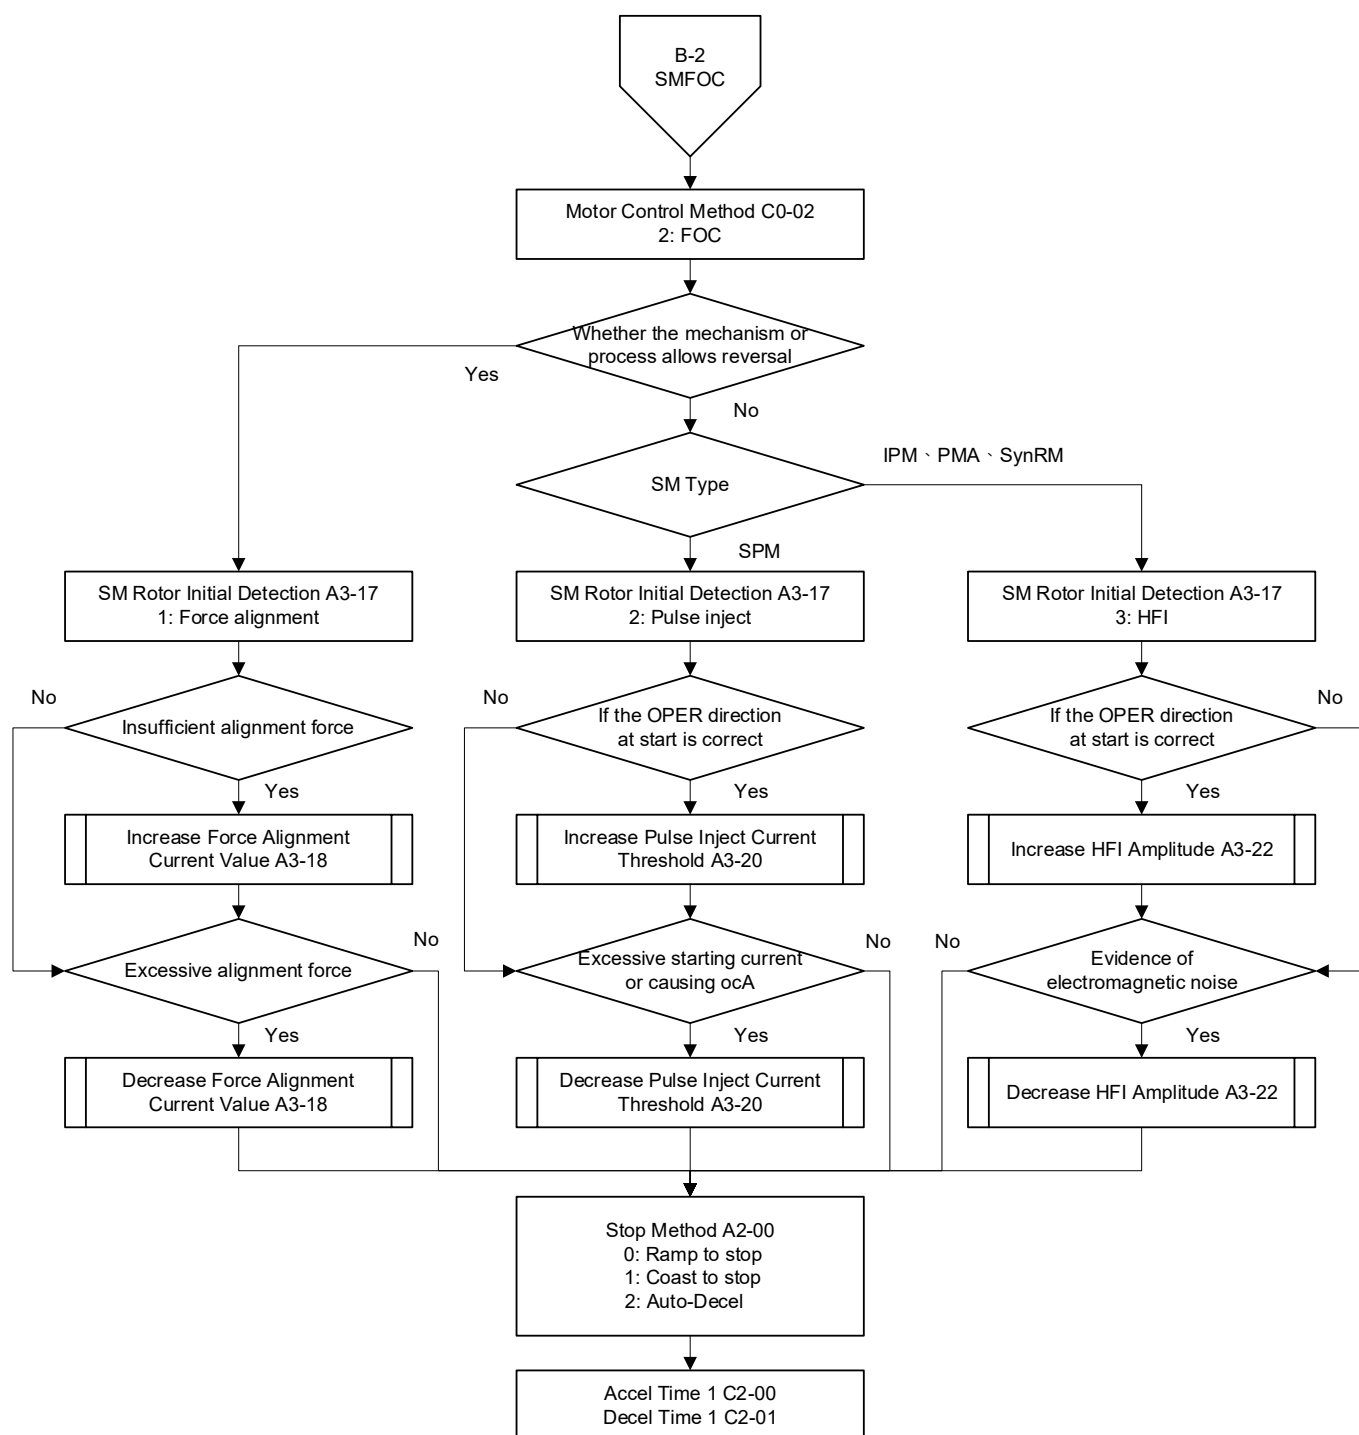 B-2
SMFOC
Motor Control Method C0-02
2: FOC
Whether the mechanism or
process allows reversal
Yes
No
IPM、PMA、SynRM
SM Type
SPM
SM Rotor Initial Detection A3-17
1: Force alignment
SM Rotor Initial Detection A3-17
2: Pulse inject
SM Rotor Initial Detection A3-17
3: HFI
No
Insufficient alignment force
No
If the OPER direction
at start is correct
If the OPER direction
at start is correct
No
Yes
Yes
Yes
Increase Force Alignment
Current Value A3-18
Increase Pulse Inject Current
Threshold A3-20
Increase HFI Amplitude A3-22
Excessive alignment force
No
Excessive starting current
or causing ocA
No
No
Evidence of
electromagnetic noise
Yes
Yes
Yes
Decrease Force Alignment
Current Value A3-18
Decrease Pulse Inject Current
Threshold A3-20
Decrease HFI Amplitude A3-22
Stop Method A2-00
0: Ramp to stop
1: Coast to stop
2: Auto-Decel
Accel Time 1 C2-00
Decel Time 1 C2-01